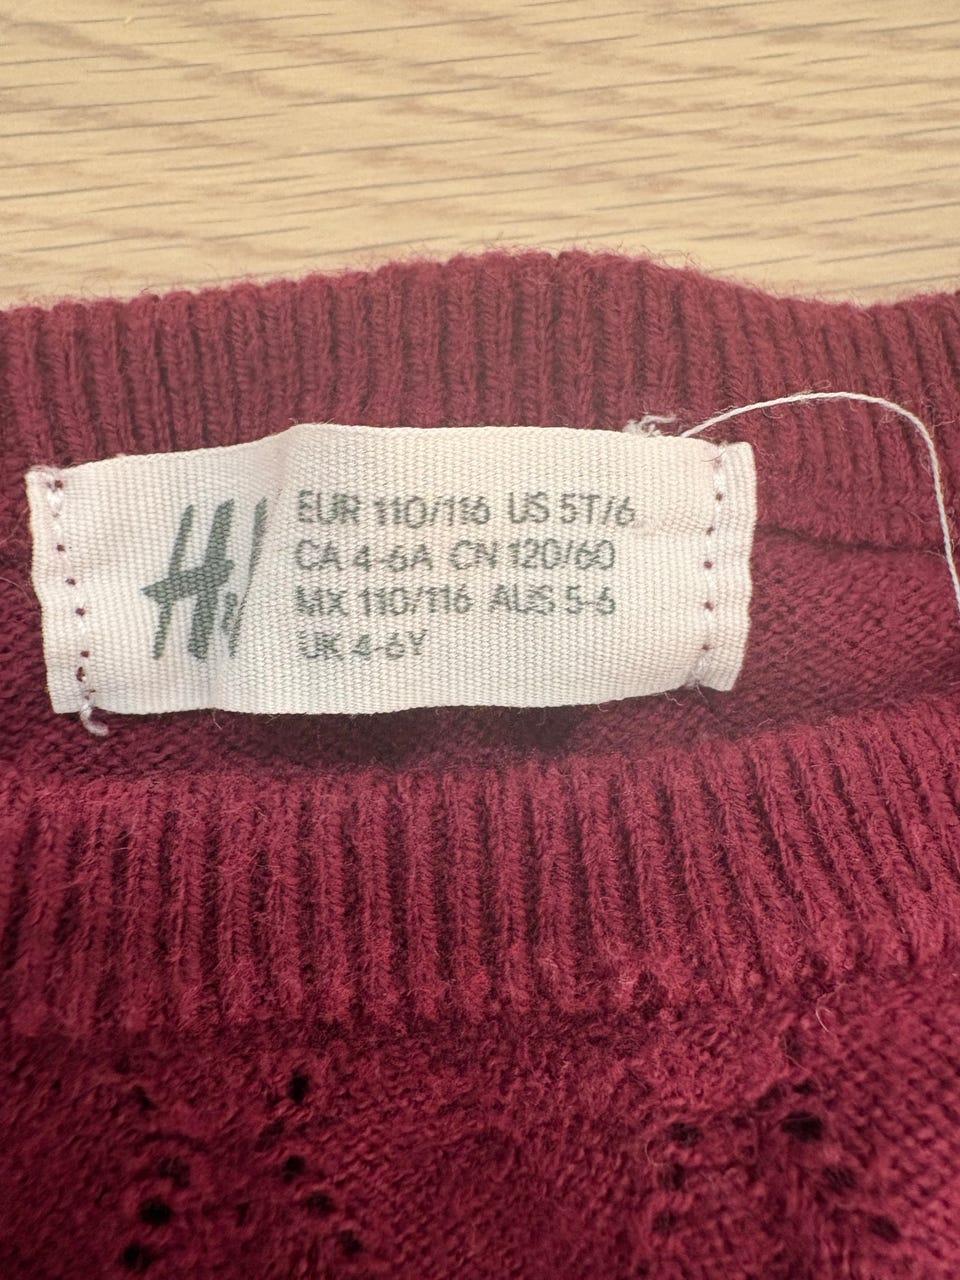 H&M
EUR 110/116 US 5T/6
CA 4-6A CN 120/60
MX 110/116 AUS 5-6
UK 4-6Y